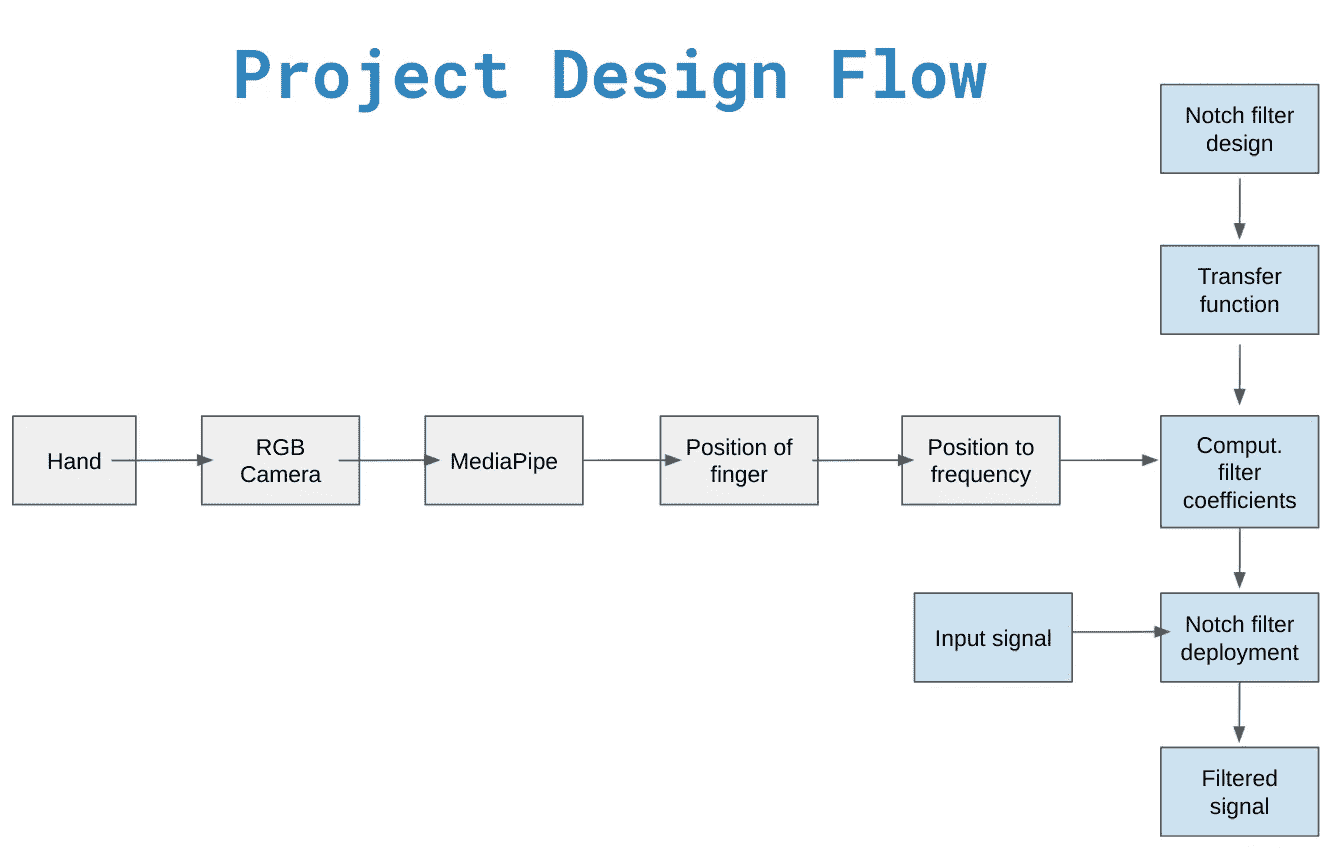 Project Design Flow
Notch filter
design
Transfer
function
Hand
RGB
Camera
MediaPipe
Position of
finger
Position to
frequency
Comput.
filter
coefficients
Input signal
Notch filter
deployment
Filtered
signal